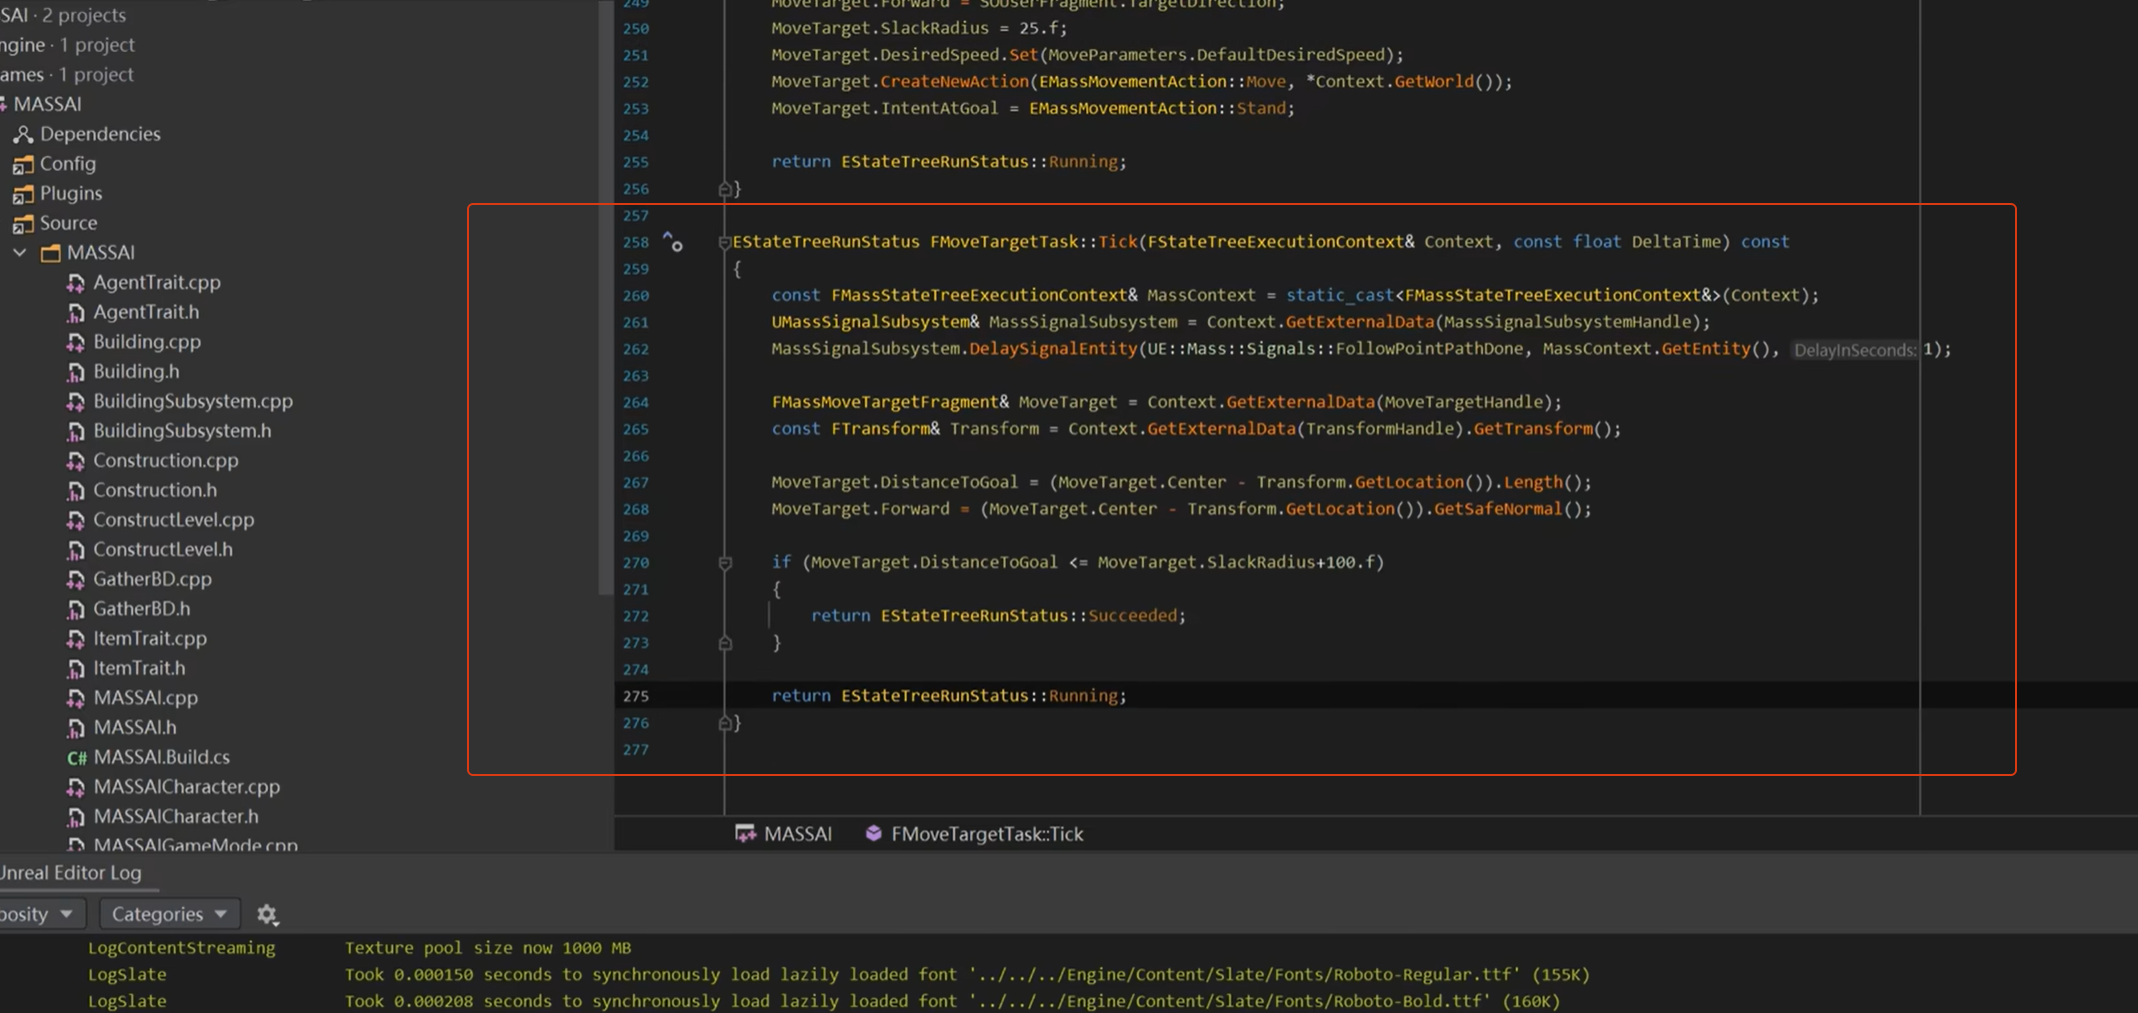 SAI · 2 projects
ngine · 1 project
ames · 1 project
MASSAI
Dependencies
Config
Plugins
Source
MASSAI
AgentTrait.cpp
AgentTrait.h
Building.cpp
Building.h
BuildingSubsystem.cpp
BuildingSubsystem.h
Construction.cpp
Construction.h
ConstructLevel.cpp
ConstructLevel.h
GatherBD.cpp
GatherBD.h
ItemTrait.cpp
ItemTrait.h
MASSAI.cpp
MASSAI.h
C# MASSAI.Build.cs
MASSAICharacter.cpp
MASSAICharacter.h
MASSAIGameMode.cpp
249 MoveTarget.Forward = SOUserFragment.TargetDirection;
250 MoveTarget.SlackRadius = 25.f;
251 MoveTarget.DesiredSpeed.Set(MoveParameters.DefaultDesiredSpeed);
252 MoveTarget.CreateNewAction(EMassMovementAction::Move, *Context.GetWorld());
253 MoveTarget.IntentAtGoal = EMassMovementAction::Stand;
254
255 return EStateTreeRunStatus::Running;
256 }
257
258 EStateTreeRunStatus FMoveTargetTask::Tick(FStateTreeExecutionContext& Context, const float DeltaTime) const
259 {
260 const FMassStateTreeExecutionContext& MassContext = static_cast<FMassStateTreeExecutionContext&>(Context);
261 UMassSignalSubsystem& MassSignalSubsystem = Context.GetExternalData(MassSignalSubsystemHandle);
262 MassSignalSubsystem.DelaySignalEntity(UE::Mass::Signals::FollowPointPathDone, MassContext.GetEntity(), DelayInSeconds: 1);
263
264 FMassMoveTargetFragment& MoveTarget = Context.GetExternalData(MoveTargetHandle);
265 const FTransform& Transform = Context.GetExternalData(TransformHandle).GetTransform();
266
267 MoveTarget.DistanceToGoal = (MoveTarget.Center - Transform.GetLocation()).Length();
268 MoveTarget.Forward = (MoveTarget.Center - Transform.GetLocation()).GetSafeNormal();
269
270 if (MoveTarget.DistanceToGoal <= MoveTarget.SlackRadius+100.f)
271 {
272 return EStateTreeRunStatus::Succeeded;
273 }
274
275 return EStateTreeRunStatus::Running;
276 }
277
MASSAI FMoveTargetTask::Tick
Unreal Editor Log
bosity Categories
LogContentStreaming Texture pool size now 1000 MB
LogSlate Took 0.000150 seconds to synchronously load lazily loaded font '../../../Engine/Content/Slate/Fonts/Roboto-Regular.ttf' (155K)
LogSlate Took 0.000208 seconds to synchronously load lazily loaded font '../../../Engine/Content/Slate/Fonts/Roboto-Bold.ttf' (160K)